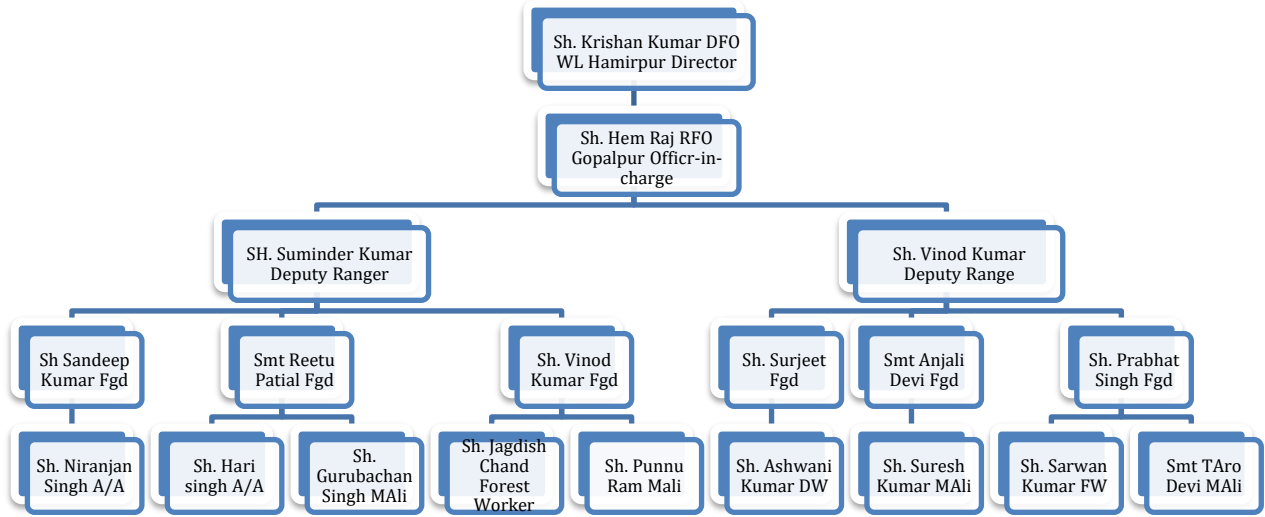 Sh. Krishan Kumar DFO
WL Hamirpur Director
Sh. Hem Raj RFO
Gopalpur Officr-in-
charge
SH. Suminder Kumar
Deputy Ranger
Sh. Vinod Kumar
Deputy Range
Sh Sandeep
Kumar Fgd
Smt Reetu
Patial Fgd
Sh. Vinod
Kumar Fgd
Sh. Surjeet
Fgd
Smt Anjali
Devi Fgd
Sh. Prabhat
Singh Fgd
Sh. Niranjan
Singh A/A
Sh. Hari
singh A/A
Sh.
Gurubachan
Singh MAli
Sh. Jagdish
Chand
Forest
Worker
Sh. Punnu
Ram Mali
Sh. Ashwani
Kumar DW
Sh. Suresh
Kumar MAli
Sh. Sarwan
Kumar FW
Smt TAro
Devi MAli